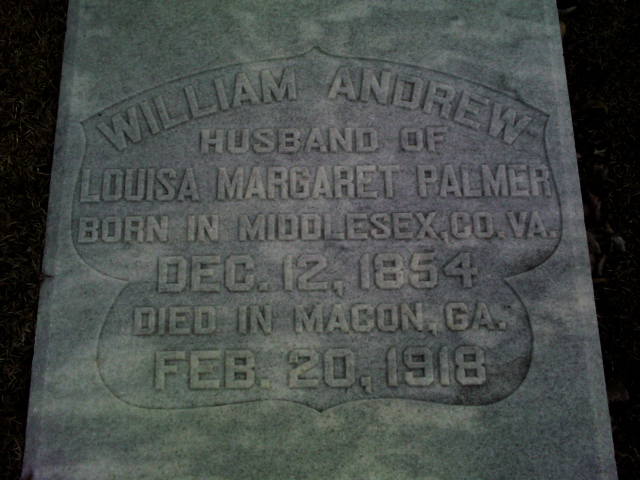 WILLIAM ANDREW
HUSBAND OF
LOUISA MARGARET PALMER
BORN IN MIDDLESEX, CO. VA.
DEC. 12, 1854
DIED IN MACON, GA.
FEB. 20, 1918